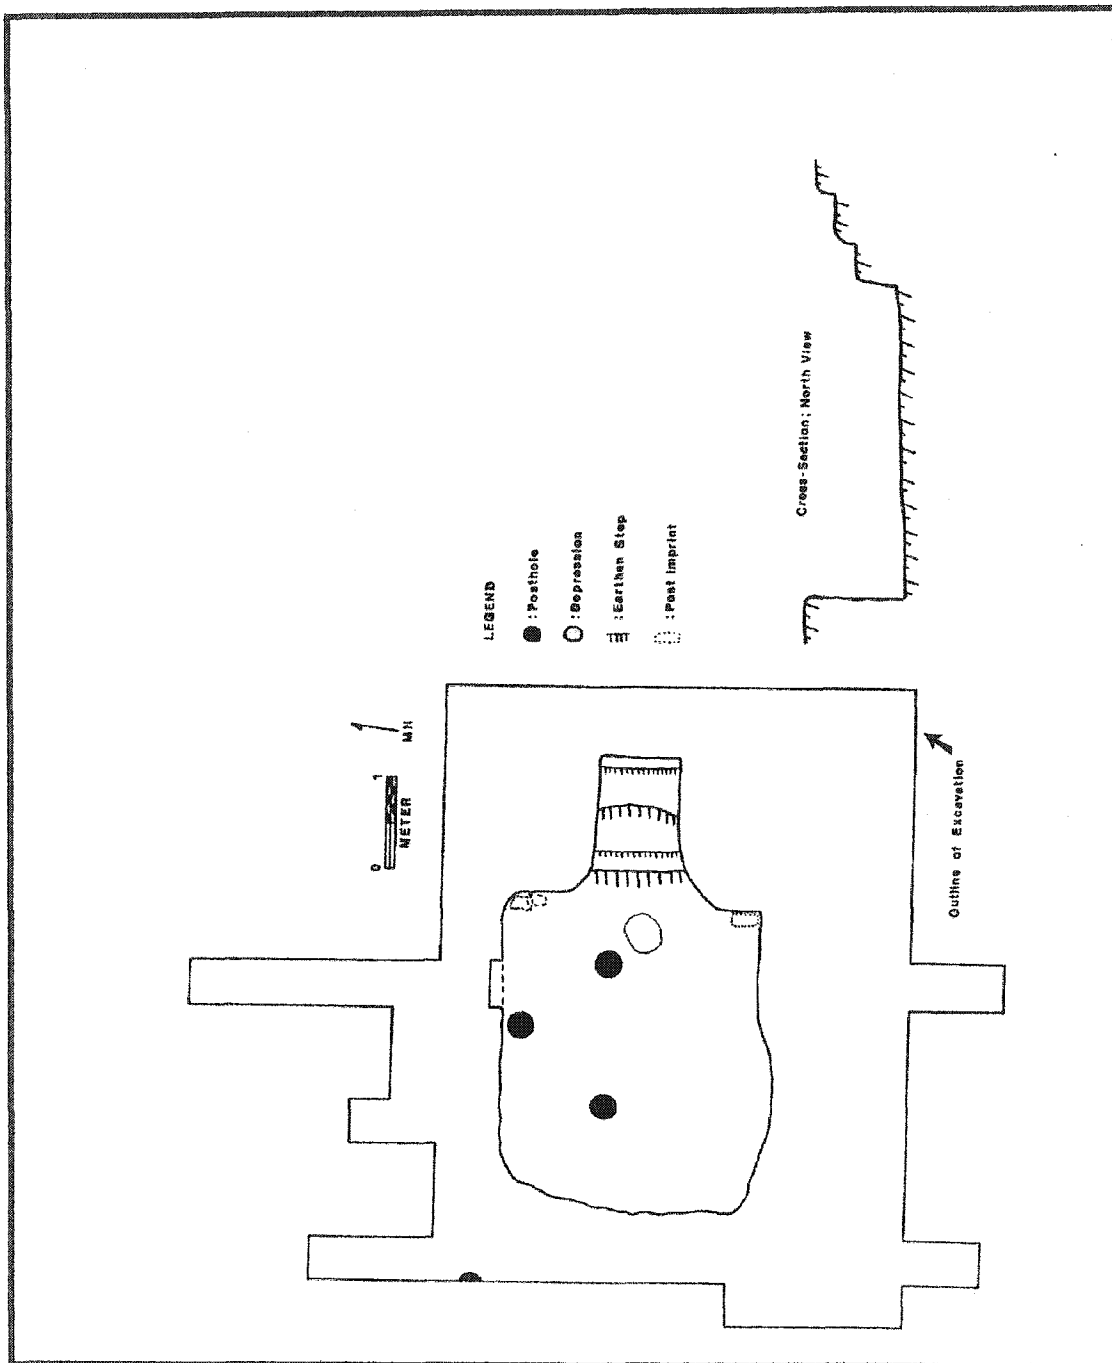 0 1
METER
MN
LEGEND
:Posthole
:Depression
:Earthen Step
:Post Imprint
Cross-Section; North View
Outline of Excavation